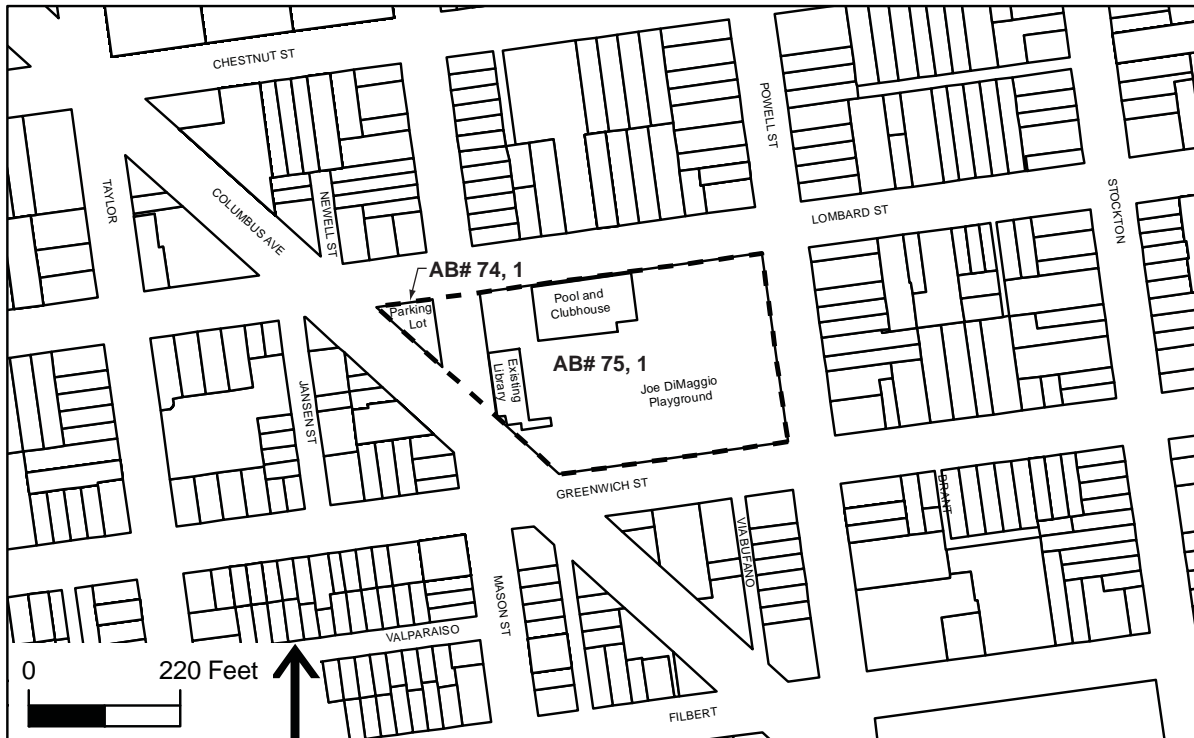 CHESTNUT ST
POWELL ST
TAYLOR
COLUMBUS AVE
NEWELL ST
LOMBARD ST
STOCKTON
AB# 74, 1
Parking
Lot
Pool and
Clubhouse
AB# 75, 1
Existing
Library
Joe DiMaggio
Playground
JANSEN ST
GREENWICH ST
BRANT
VIA BUFANO
MASON ST
VALPARAISO
FILBERT
0 220 Feet